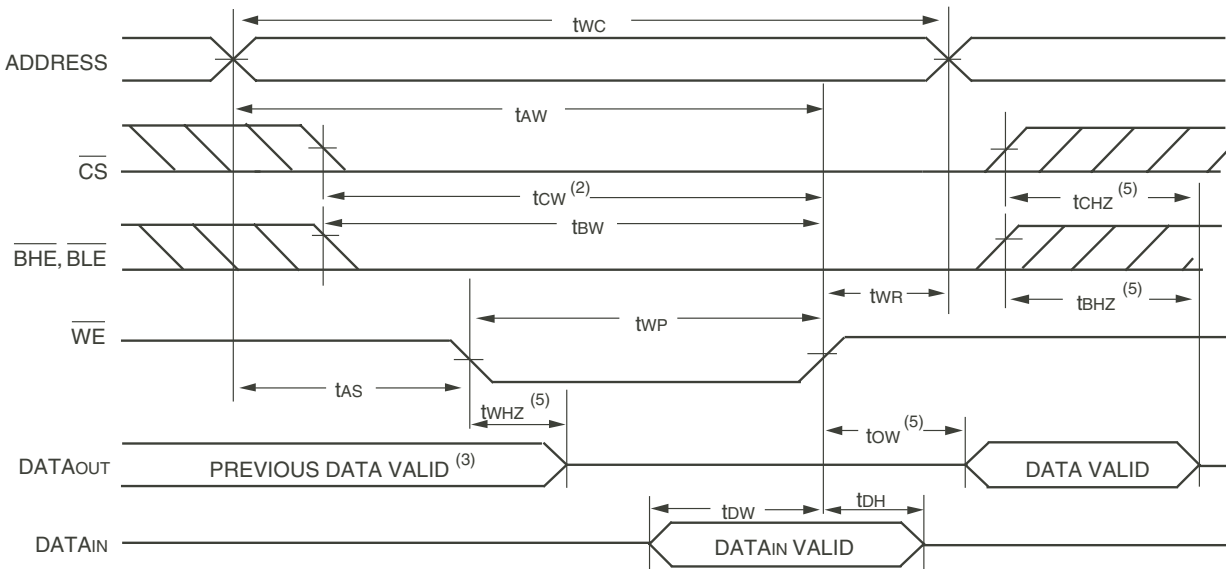 tWC
ADDRESS
tAW
CS
tCW (2)
tCHZ (5)
tBW
BHE, BLE
tWR
tBHZ (5)
tWP
WE
tAS
tWHZ (5)
tOW (5)
DATAOUT
PREVIOUS DATA VALID (3)
DATA VALID
tDW
tDH
DATAIN
DATAIN VALID